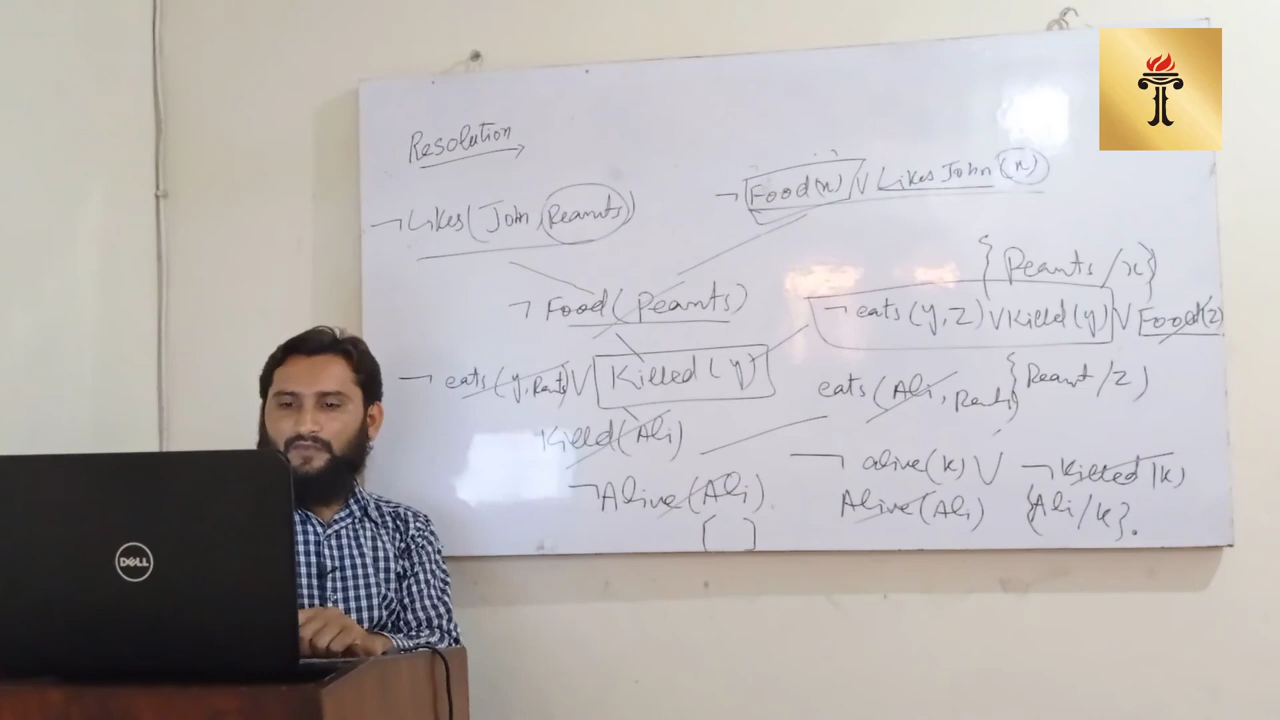 Resolution
¬Likes(John, Peanuts)
¬Food(x) ∨ Likes John (x)
{Peanuts/x}
¬Food(Peanuts)
¬eats(y,z) ∨ Killed(y) ∨ Food(z)
¬eats(y, Peanuts) ∨ Killed(y)
eats(Ali, Peanuts)
{Peanut/z)
Killed(Ali)
¬alive(k) ∨ ¬Killed(k)
¬Alive(Ali)
Alive(Ali)
{Ali/k}.
[ ]
DELL